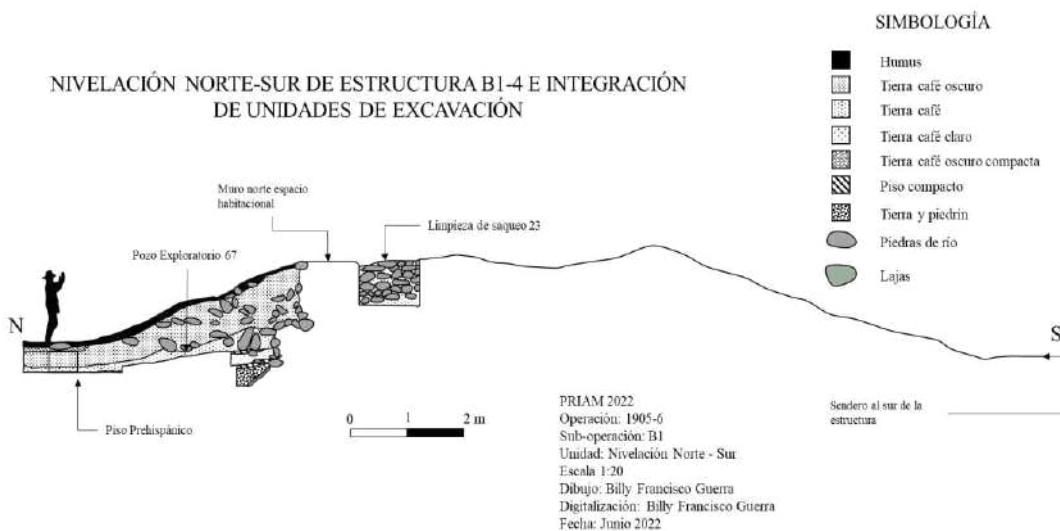 SIMBOLOGÍA
Humus
Tierra café oscuro
Tierra café
Tierra café claro
Tierra café oscuro compacta
Piso compacto
Tierra y piedrin
Piedras de río
Lajas
NIVELACIÓN NORTE-SUR DE ESTRUCTURA B1-4 E INTEGRACIÓN
DE UNIDADES DE EXCAVACIÓN
Muro norte espacio
habitacional
Limpieza de saqueo 23
Pozo Exploratorio 67
N
S
Piso Prehispánico
0 1 2 m
Sendero al sur de la
estructura
PRIAM 2022
Operación: 1905-6
Sub-operación: B1
Unidad: Nivelación Norte - Sur
Escala 1:20
Dibujo: Billy Francisco Guerra
Digitalización: Billy Francisco Guerra
Fecha: Junio 2022